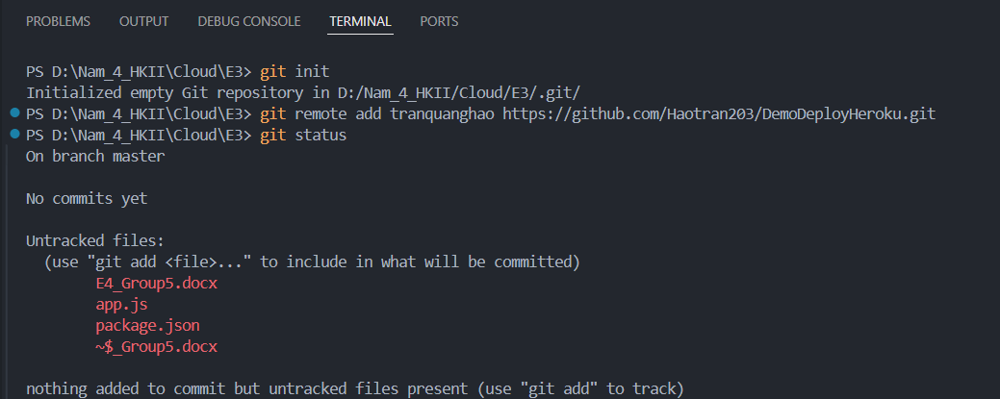 PROBLEMS OUTPUT DEBUG CONSOLE TERMINAL PORTS
PS D:\Nam_4_HKII\Cloud\E3> git init
Initialized empty Git repository in D:/Nam_4_HKII/Cloud/E3/.git/
PS D:\Nam_4_HKII\Cloud\E3> git remote add tranquanghao https://github.com/Haotran203/DemoDeployHeroku.git
PS D:\Nam_4_HKII\Cloud\E3> git status
On branch master
No commits yet
Untracked files:
(use "git add <file>..." to include in what will be committed)
E4_Group5.docx
app.js
package.json
~$_Group5.docx
nothing added to commit but untracked files present (use "git add" to track)